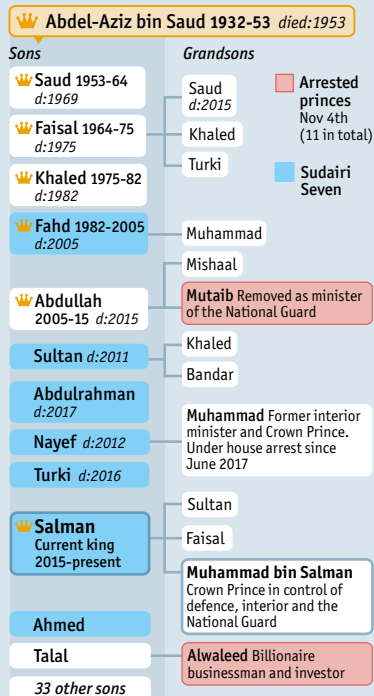 Abdel-Aziz bin Saud 1932-53 died:1953
Sons
Grandsons
Saud 1953-64
d:1969
Faisal 1964-75
d:1975
Khaled 1975-82
d:1982
Fahd 1982-2005
d:2005
Abdullah
2005-15 d:2015
Sultan d:2011
Abdulrahman
d:2017
Nayef d:2012
Turki d:2016
Salman
Current king
2015-present
Ahmed
Talal
33 other sons
Saud
d:2015
Khaled
Turki
Muhammad
Mishaal
Mutaib Removed as minister
of the National Guard
Khaled
Bandar
Muhammad Former interior
minister and Crown Prince.
Under house arrest since
June 2017
Sultan
Faisal
Muhammad bin Salman
Crown Prince in control of
defence, interior and the
National Guard
Alwaleed Billionaire
businessman and investor
Arrested
princes
Nov 4th
(11 in total)
Sudairi
Seven